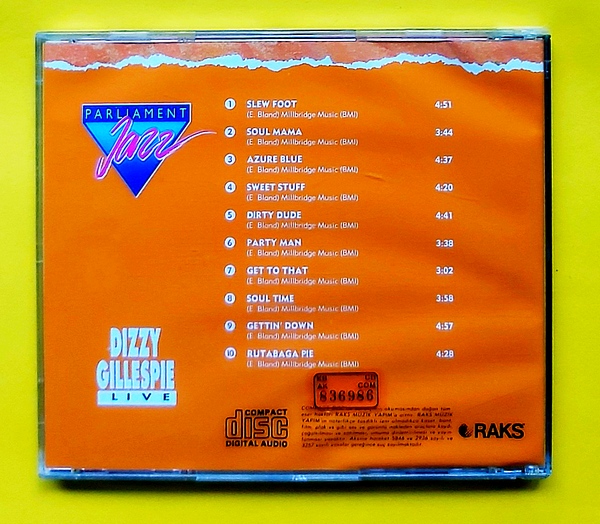 PARLIAMENT
Jazz
1 SLEW FOOT 4:51
(E. Bland) Millbridge Music (BMI)
2 SOUL MAMA 3:44
(E. Bland) Millbridge Music (BMI)
3 AZURE BLUE 4:37
(E. Bland) Millbridge Music (BMI)
4 SWEET STUFF 4:20
(E. Bland) Millbridge Music (BMI)
5 DIRTY DUDE 4:41
(E. Bland) Millbridge Music (BMI)
6 PARTY MAN 3:38
(E. Bland) Millbridge Music (BMI)
7 GET TO THAT 3:02
(E. Bland) Millbridge Music (BMI)
8 SOUL TIME 3:58
(E. Bland) Millbridge Music (BMI)
9 GETTIN' DOWN 4:57
(E. Bland) Millbridge Music (BMI)
10 RUTABAGA PIE 4:28
(E. Bland) Millbridge Music (BMI)
DIZZY
GILLESPIE
LIVE
836986
COMPACT
disc
DIGITAL AUDIO
RAKS